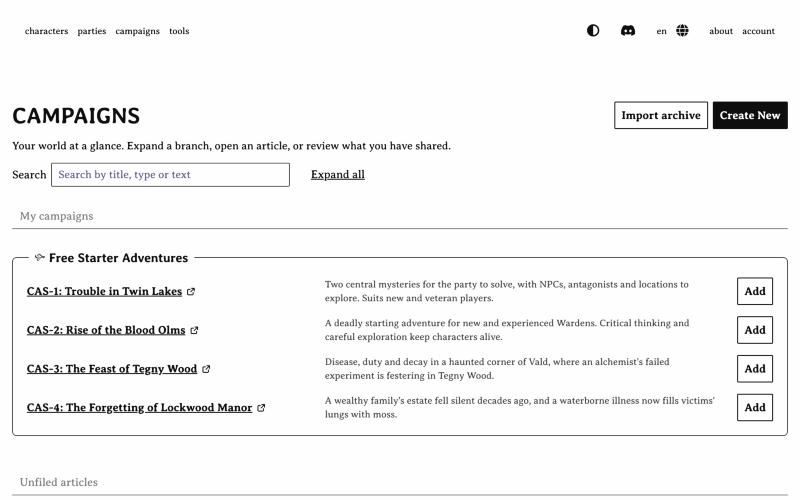 characters parties campaigns tools en about account
CAMPAIGNS
Import archive Create New
Your world at a glance. Expand a branch, open an article, or review what you have shared.
Search Search by title, type or text Expand all
My campaigns
Free Starter Adventures
CAS-1: Trouble in Twin Lakes
Two central mysteries for the party to solve, with NPCs, antagonists and locations to
explore. Suits new and veteran players.
Add
CAS-2: Rise of the Blood Olms
A deadly starting adventure for new and experienced Wardens. Critical thinking and
careful exploration keep characters alive.
Add
CAS-3: The Feast of Tegny Wood
Disease, duty and decay in a haunted corner of Vald, where an alchemist's failed
experiment is festering in Tegny Wood.
Add
CAS-4: The Forgetting of Lockwood Manor
A wealthy family's estate fell silent decades ago, and a waterborne illness now fills victims'
lungs with moss.
Add
Unfiled articles